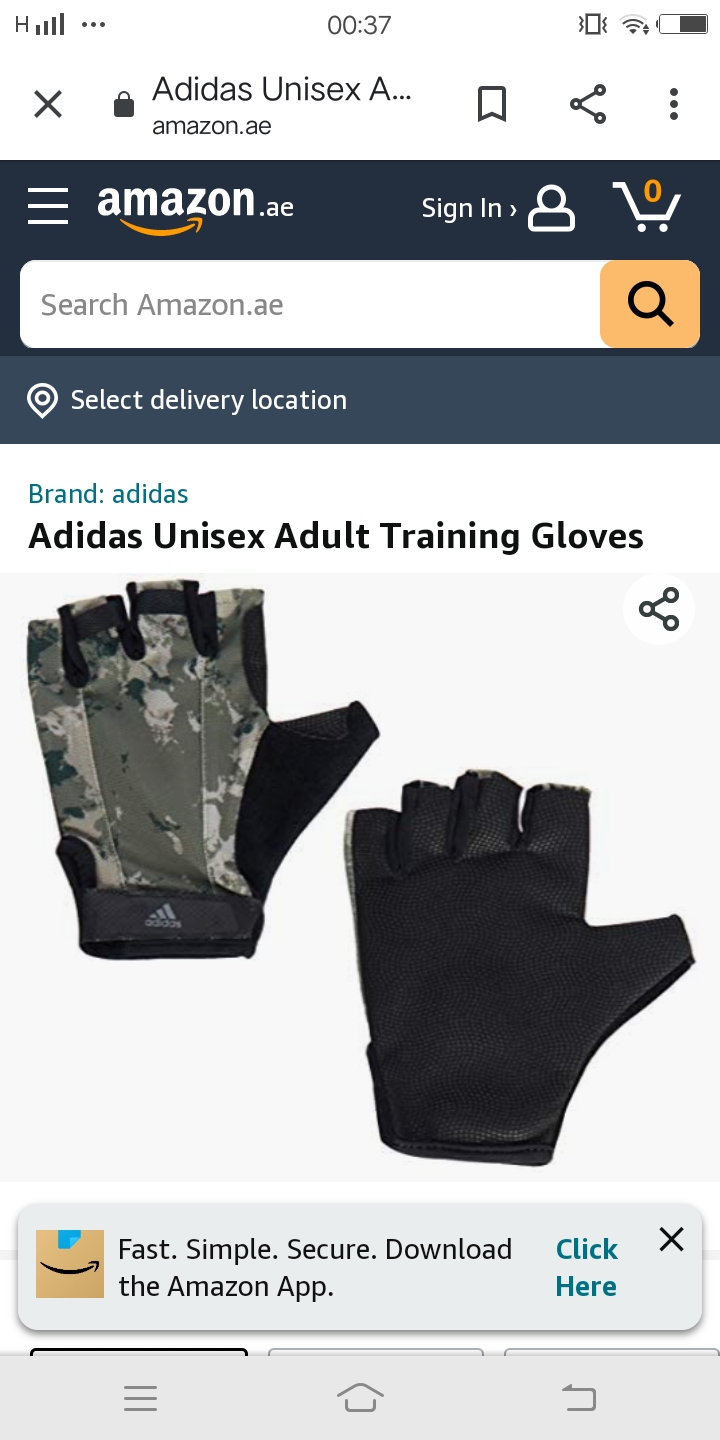 H 00:37
Adidas Unisex A...
amazon.ae
amazon.ae Sign In › 0
Search Amazon.ae
Select delivery location
Brand: adidas
Adidas Unisex Adult Training Gloves
adidas
Fast. Simple. Secure. Download
the Amazon App.
Click
Here